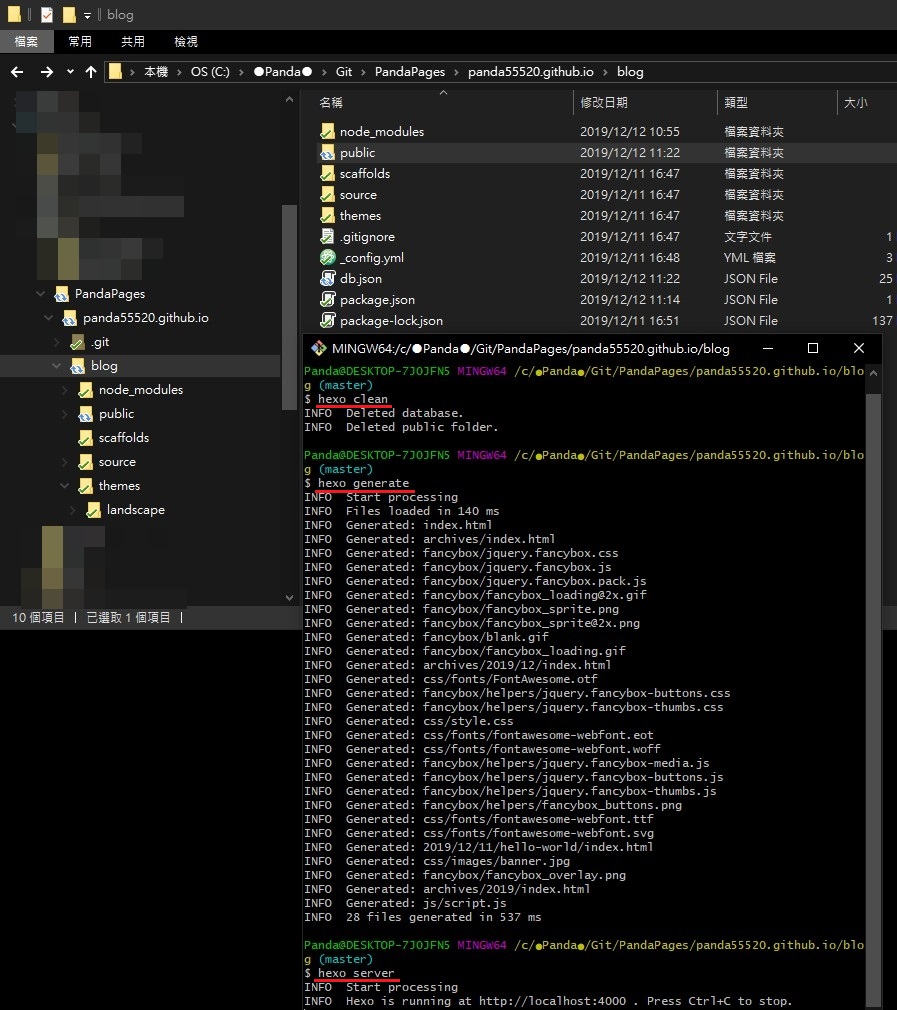 blog
檔案 常用 共用 檢視
本機 OS (C:) ●Panda● Git PandaPages panda55520.github.io blog
PandaPages
panda55520.github.io
.git
blog
node_modules
public
scaffolds
source
themes
landscape
10 個項目 已選取 1 個項目
名稱 修改日期 類型 大小
node_modules 2019/12/12 10:55 檔案資料夾
public 2019/12/12 11:22 檔案資料夾
scaffolds 2019/12/11 16:47 檔案資料夾
source 2019/12/11 16:47 檔案資料夾
themes 2019/12/11 16:47 檔案資料夾
.gitignore 2019/12/11 16:47 文字文件 1
_config.yml 2019/12/11 16:48 YML 檔案 3
db.json 2019/12/12 11:22 JSON File 25
package.json 2019/12/12 11:14 JSON File 1
package-lock.json 2019/12/11 16:51 JSON File 137
MINGW64:/c/●Panda●/Git/PandaPages/panda55520.github.io/blog
Panda@DESKTOP-7JOJFN5 MINGW64 /c/●Panda●/Git/PandaPages/panda55520.github.io/blo
g (master)
$ hexo clean
INFO  Deleted database.
INFO  Deleted public folder.
Panda@DESKTOP-7JOJFN5 MINGW64 /c/●Panda●/Git/PandaPages/panda55520.github.io/blo
g (master)
$ hexo generate
INFO  Start processing
INFO  Files loaded in 140 ms
INFO  Generated: index.html
INFO  Generated: archives/index.html
INFO  Generated: fancybox/jquery.fancybox.css
INFO  Generated: fancybox/jquery.fancybox.js
INFO  Generated: fancybox/jquery.fancybox.pack.js
INFO  Generated: fancybox/fancybox_loading@2x.gif
INFO  Generated: fancybox/fancybox_sprite.png
INFO  Generated: fancybox/fancybox_sprite@2x.png
INFO  Generated: fancybox/blank.gif
INFO  Generated: fancybox/fancybox_loading.gif
INFO  Generated: archives/2019/12/index.html
INFO  Generated: css/fonts/FontAwesome.otf
INFO  Generated: fancybox/helpers/jquery.fancybox-buttons.css
INFO  Generated: fancybox/helpers/jquery.fancybox-thumbs.css
INFO  Generated: css/style.css
INFO  Generated: css/fonts/fontawesome-webfont.eot
INFO  Generated: css/fonts/fontawesome-webfont.woff
INFO  Generated: fancybox/helpers/jquery.fancybox-media.js
INFO  Generated: fancybox/helpers/jquery.fancybox-buttons.js
INFO  Generated: fancybox/helpers/jquery.fancybox-thumbs.js
INFO  Generated: fancybox/helpers/fancybox_buttons.png
INFO  Generated: css/fonts/fontawesome-webfont.ttf
INFO  Generated: css/fonts/fontawesome-webfont.svg
INFO  Generated: 2019/12/11/hello-world/index.html
INFO  Generated: css/images/banner.jpg
INFO  Generated: fancybox/fancybox_overlay.png
INFO  Generated: archives/2019/index.html
INFO  Generated: js/script.js
INFO  28 files generated in 537 ms
Panda@DESKTOP-7JOJFN5 MINGW64 /c/●Panda●/Git/PandaPages/panda55520.github.io/blo
g (master)
$ hexo server
INFO  Start processing
INFO  Hexo is running at http://localhost:4000 . Press Ctrl+C to stop.